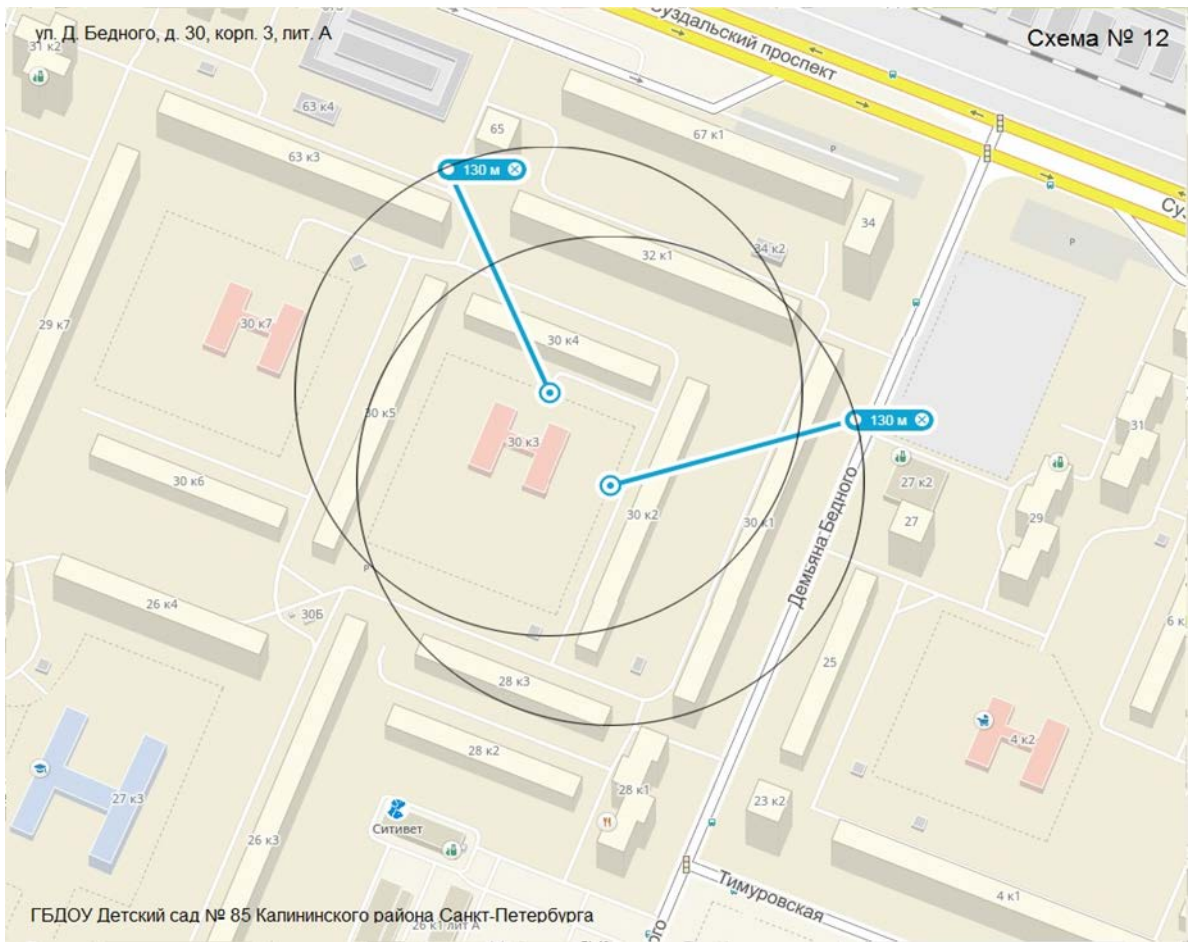 ул. Д. Бедного, д. 30, корп. 3, лит. А
Схема № 12
Суздальский проспект
31 к2
63 к4
65
67 к1
Р
63 к3
130 м
34
Р
34 к2
32 к1
29 к7
30 к7
30 к4
30 к5
30 к3
130 м
31
27 к2
30 к6
30 к2
30 к1
27
29
Демьяна Бедного
Р
26 к4
30Б
6 к
25
28 к3
4 к2
28 к2
27 к3
28 к1
23 к2
Ситивет
26 к3
Тимуровская
4 к1
ГБДОУ Детский сад № 85 Калининского района Санкт-Петербурга
26 к1 лит А